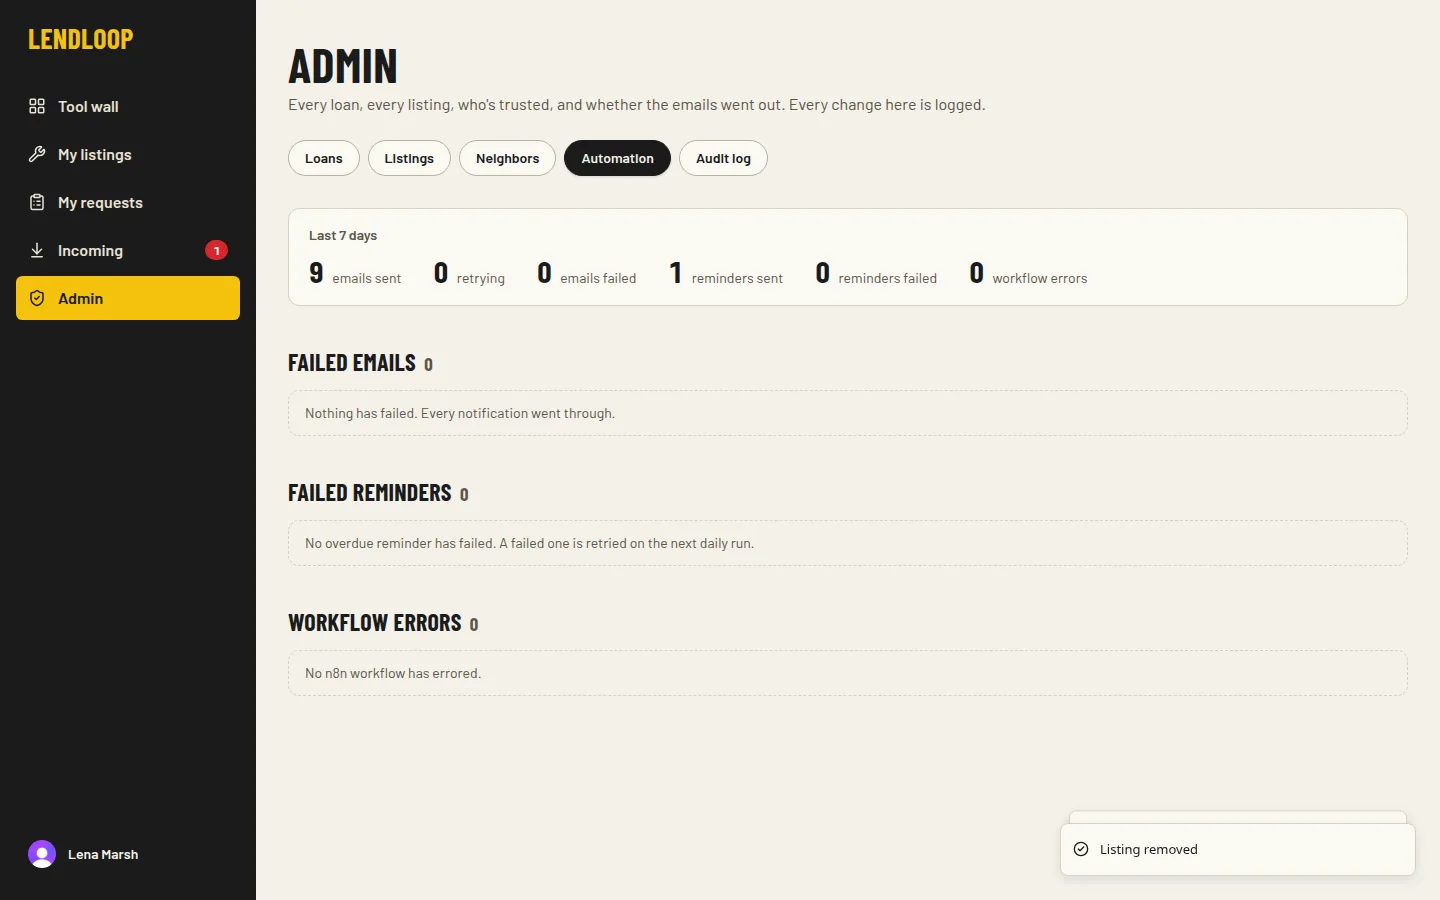 LENDLOOP
Tool wall
My listings
My requests
Incoming 1
Admin
Lena Marsh
ADMIN
Every loan, every listing, who's trusted, and whether the emails went out. Every change here is logged.
Loans Listings Neighbors Automation Audit log
Last 7 days
9 emails sent 0 retrying 0 emails failed 1 reminders sent 0 reminders failed 0 workflow errors
FAILED EMAILS 0
Nothing has failed. Every notification went through.
FAILED REMINDERS 0
No overdue reminder has failed. A failed one is retried on the next daily run.
WORKFLOW ERRORS 0
No n8n workflow has errored.
Listing removed